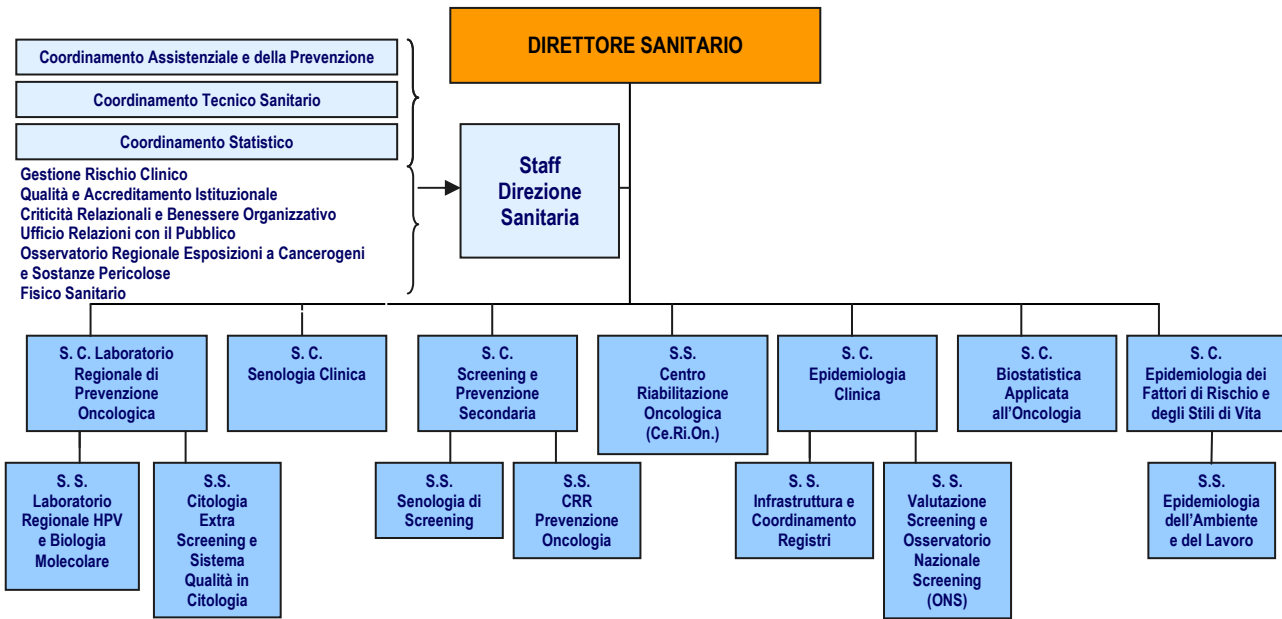 DIRETTORE SANITARIO
Coordinamento Assistenziale e della Prevenzione
Coordinamento Tecnico Sanitario
Coordinamento Statistico
Gestione Rischio Clinico
Qualità e Accreditamento Istituzionale
Criticità Relazionali e Benessere Organizzativo
Ufficio Relazioni con il Pubblico
Osservatorio Regionale Esposizioni a Cancerogeni
e Sostanze Pericolose
Fisico Sanitario
Staff
Direzione
Sanitaria
S. C. Laboratorio
Regionale di
Prevenzione
Oncologica
S. C.
Senologia Clinica
S. C.
Screening e
Prevenzione
Secondaria
S.S.
Centro
Riabilitazione
Oncologica
(Ce.Ri.On.)
S. C.
Epidemiologia
Clinica
S. C.
Biostatistica
Applicata
all'Oncologia
S. C.
Epidemiologia dei
Fattori di Rischio e
degli Stili di Vita
S. S.
Laboratorio
Regionale HPV
e Biologia
Molecolare
S.S.
Citologia
Extra
Screening e
Sistema
Qualità in
Citologia
S.S.
Senologia di
Screening
S.S.
CRR
Prevenzione
Oncologia
S. S.
Infrastruttura e
Coordinamento
Registri
S. S.
Valutazione
Screening e
Osservatorio
Nazionale
Screening
(ONS)
S.S.
Epidemiologia
dell'Ambiente
e del Lavoro